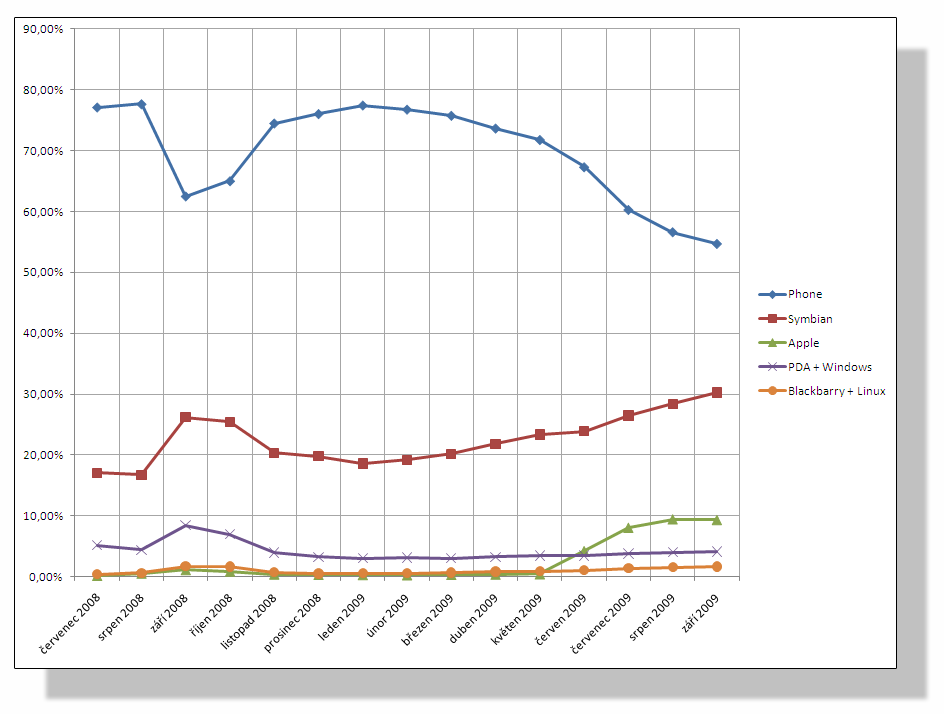 90,00%
80,00%
70,00%
60,00%
50,00%
40,00%
30,00%
20,00%
10,00%
0,00%
červenec 2008
srpen 2008
září 2008
říjen 2008
listopad 2008
prosinec 2008
leden 2009
únor 2009
březen 2009
duben 2009
květen 2009
červen 2009
červenec 2009
srpen 2009
září 2009
Phone
Symbian
Apple
PDA + Windows
Blackbarry + Linux